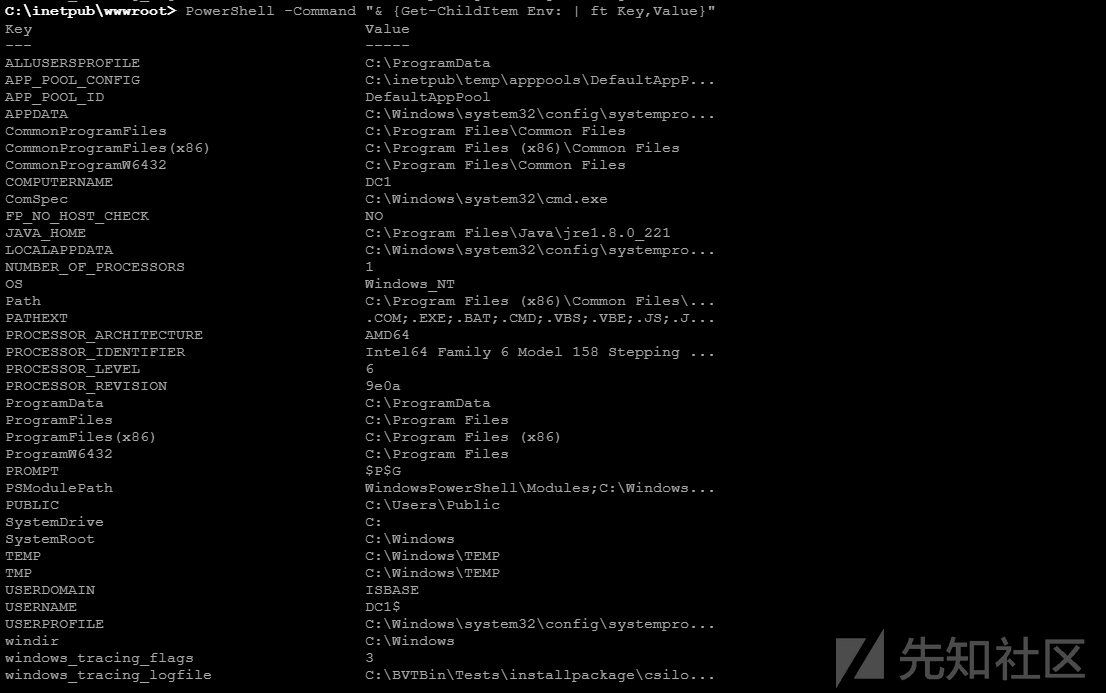 C:\inetpub\wwwroot> PowerShell -Command "& {Get-ChildItem Env: | ft Key,Value}"
Key Value
--- -----
ALLUSERSPROFILE C:\ProgramData
APP_POOL_CONFIG C:\inetpub\temp\apppools\DefaultAppP...
APP_POOL_ID DefaultAppPool
APPDATA C:\Windows\system32\config\systempro...
CommonProgramFiles C:\Program Files\Common Files
CommonProgramFiles(x86) C:\Program Files (x86)\Common Files
CommonProgramW6432 C:\Program Files\Common Files
COMPUTERNAME DC1
ComSpec C:\Windows\system32\cmd.exe
FP_NO_HOST_CHECK NO
JAVA_HOME C:\Program Files\Java\jre1.8.0_221
LOCALAPPDATA C:\Windows\system32\config\systempro...
NUMBER_OF_PROCESSORS 1
OS Windows_NT
Path C:\Program Files (x86)\Common Files\...
PATHEXT .COM;.EXE;.BAT;.CMD;.VBS;.VBE;.JS;.J...
PROCESSOR_ARCHITECTURE AMD64
PROCESSOR_IDENTIFIER Intel64 Family 6 Model 158 Stepping ...
PROCESSOR_LEVEL 6
PROCESSOR_REVISION 9e0a
ProgramData C:\ProgramData
ProgramFiles C:\Program Files
ProgramFiles(x86) C:\Program Files (x86)
ProgramW6432 C:\Program Files
PROMPT $P$G
PSModulePath WindowsPowerShell\Modules;C:\Windows...
PUBLIC C:\Users\Public
SystemDrive C:
SystemRoot C:\Windows
TEMP C:\Windows\TEMP
TMP C:\Windows\TEMP
USERDOMAIN ISBASE
USERNAME DC1$
USERPROFILE C:\Windows\system32\config\systempro...
windir C:\Windows
windows_tracing_flags 3
windows_tracing_logfile C:\BVTBin\Tests\installpackage\csilo...
先知社区